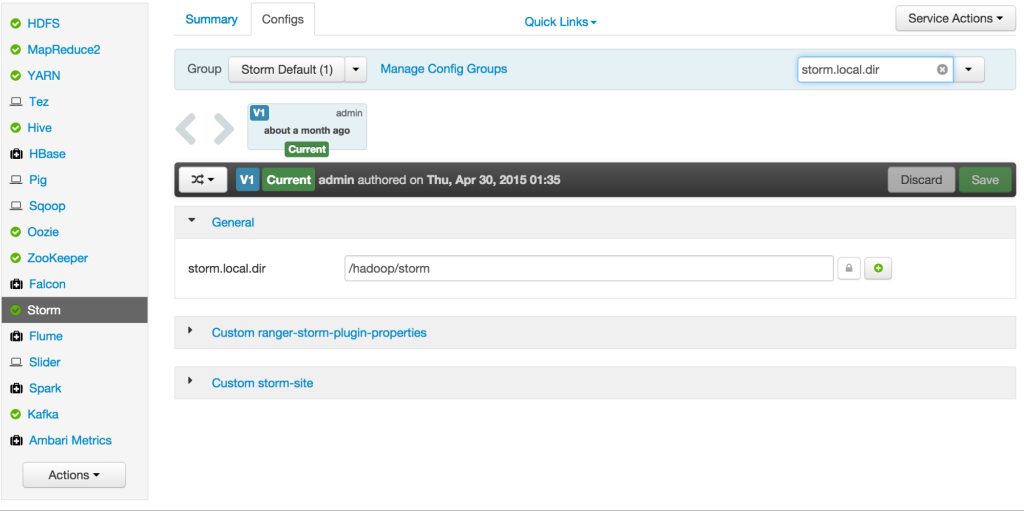 HDFS
MapReduce2
YARN
Tez
Hive
HBase
Pig
Sqoop
Oozie
ZooKeeper
Falcon
Storm
Flume
Slider
Spark
Kafka
Ambari Metrics
Actions
Summary Configs Quick Links Service Actions
Group Storm Default (1) Manage Config Groups storm.local.dir
V1 admin
about a month ago
Current
V1 Current admin authored on Thu, Apr 30, 2015 01:35 Discard Save
General
storm.local.dir /hadoop/storm
Custom ranger-storm-plugin-properties
Custom storm-site